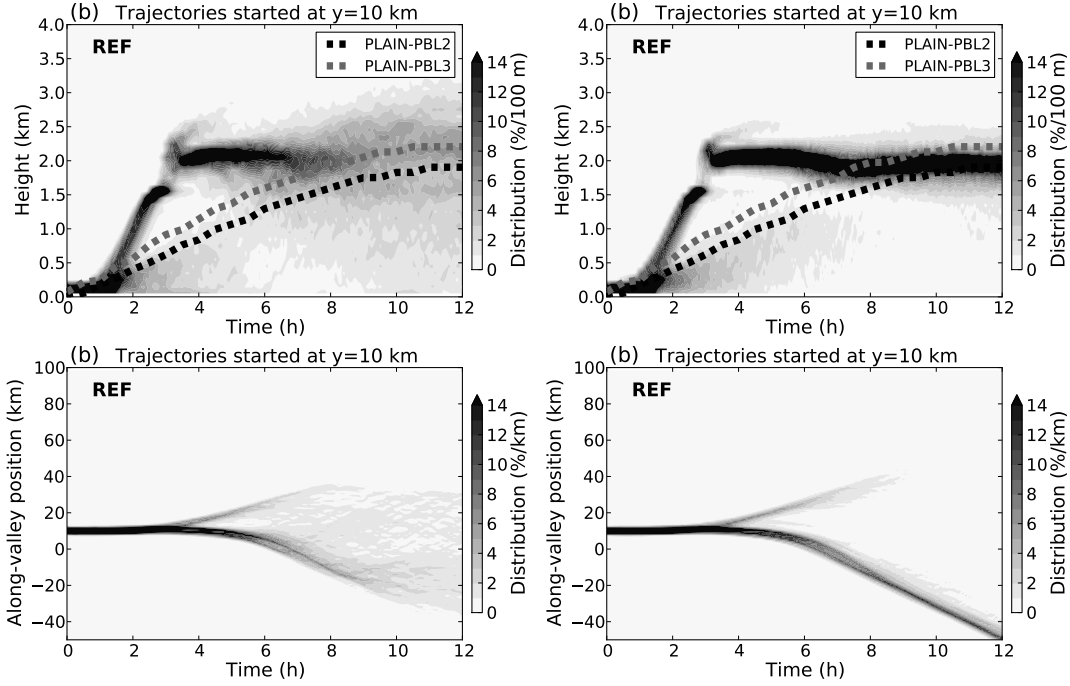 (b) Trajectories started at y=10 km
REF
PLAIN-PBL2
PLAIN-PBL3
4.0
3.5
3.0
2.5
2.0
1.5
1.0
0.5
0.0
Height (km)
0 2 4 6 8 10 12
Time (h)
14
12
10
8
6
4
2
0
Distribution (%/100 m)
(b) Trajectories started at y=10 km
REF
PLAIN-PBL2
PLAIN-PBL3
4.0
3.5
3.0
2.5
2.0
1.5
1.0
0.5
0.0
Height (km)
0 2 4 6 8 10 12
Time (h)
14
12
10
8
6
4
2
0
Distribution (%/100 m)
(b) Trajectories started at y=10 km
REF
100
80
60
40
20
0
−20
−40
Along-valley position (km)
0 2 4 6 8 10 12
Time (h)
14
12
10
8
6
4
2
0
Distribution (%/km)
(b) Trajectories started at y=10 km
REF
100
80
60
40
20
0
−20
−40
Along-valley position (km)
0 2 4 6 8 10 12
Time (h)
14
12
10
8
6
4
2
0
Distribution (%/km)